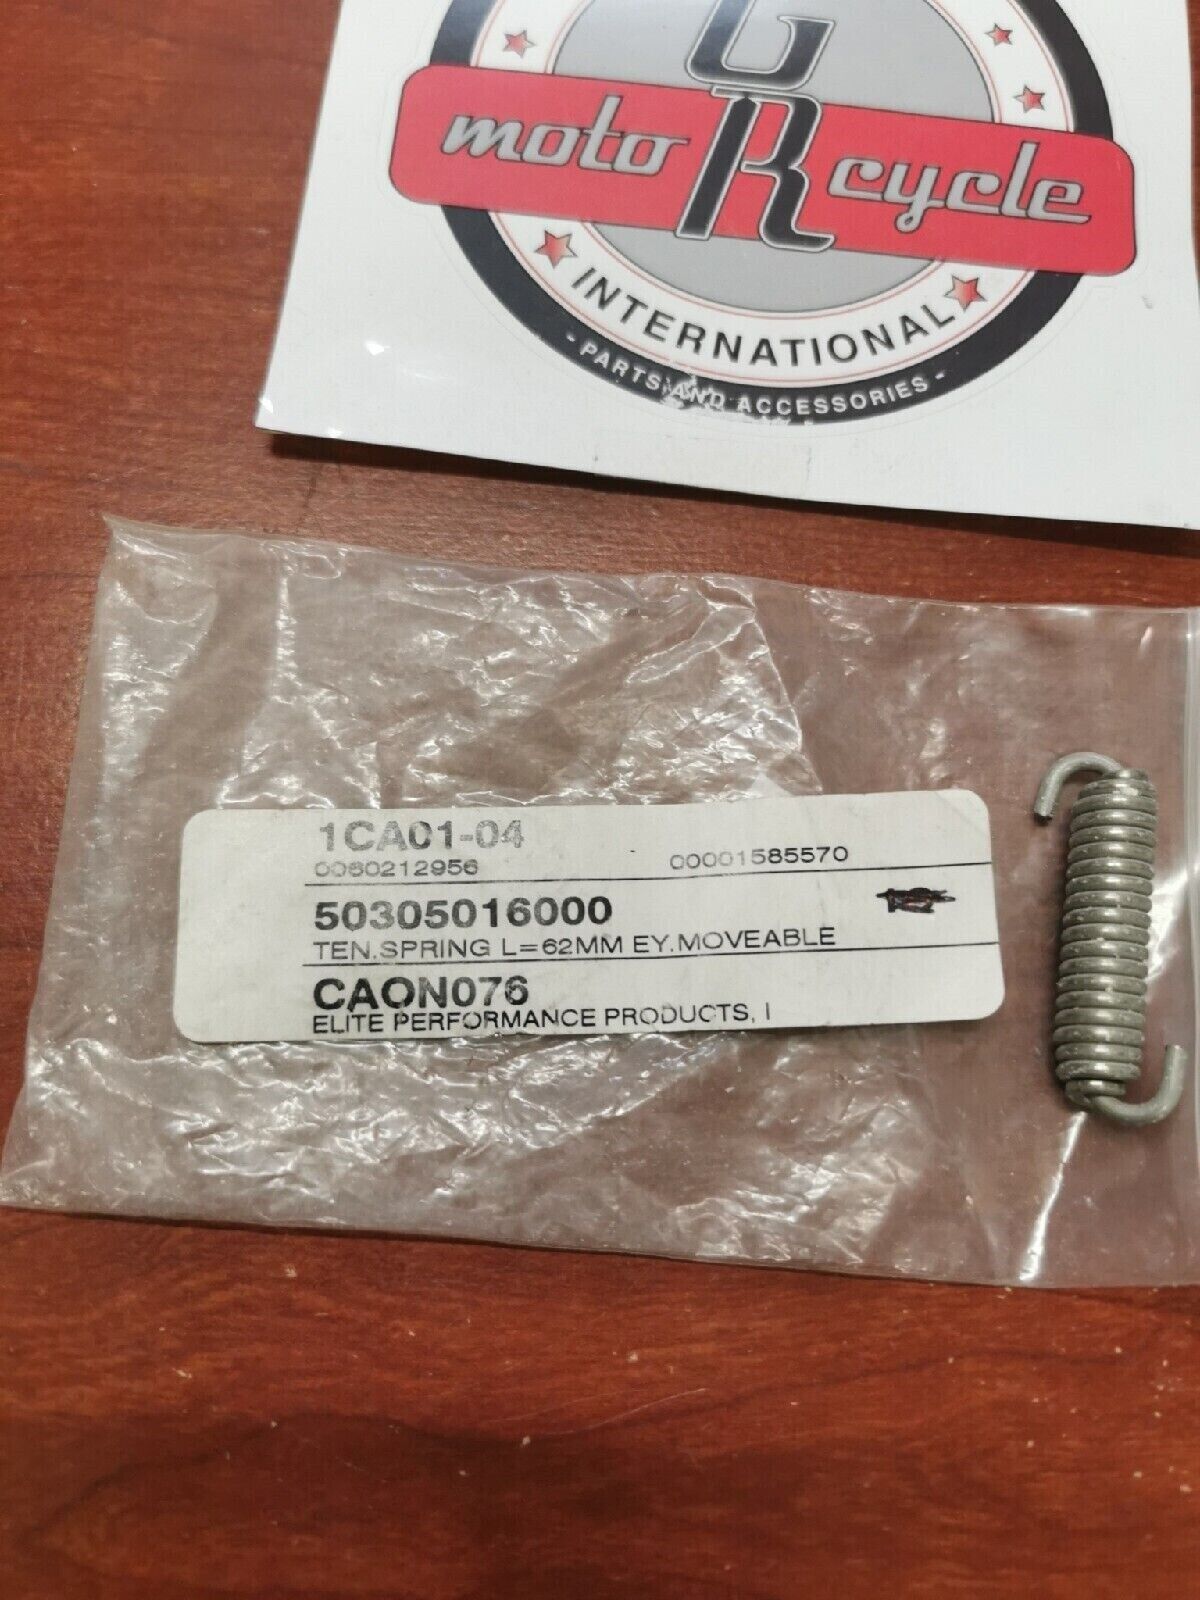 GR
moto cycle
INTERNATIONAL
- PARTS AND ACCESSORIES -
1CA01-04
0060212956 00001585570
50305016000
TEN.SPRING L=62MM EY.MOVEABLE
CAON076
ELITE PERFORMANCE PRODUCTS, I